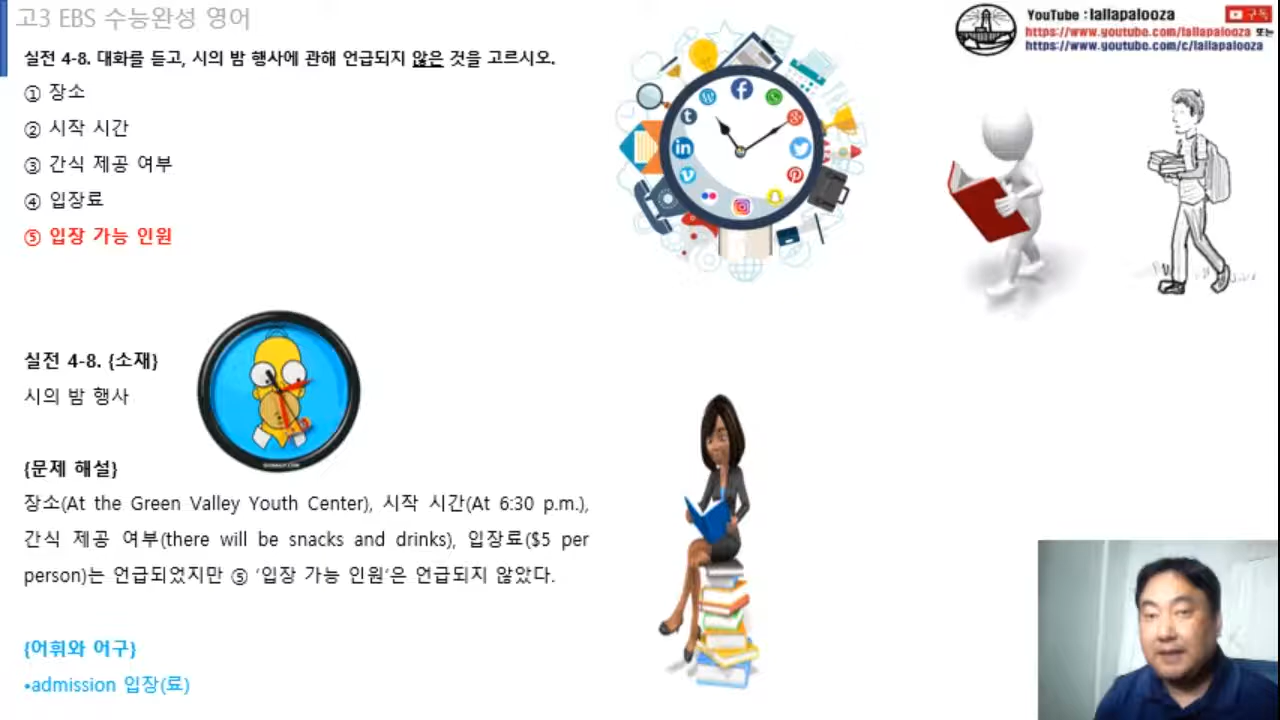 고3 EBS 수능완성 영어
실전 4-8. 대화를 듣고, 시의 밤 행사에 관해 언급되지 않은 것을 고르시오.
① 장소
② 시작 시간
③ 간식 제공 여부
④ 입장료
⑤ 입장 가능 인원
YouTube : lallapalooza
구독
https://www.youtube.com/lallapalooza 또는
https://www.youtube.com/c/lallapalooza
실전 4-8. {소재}
시의 밤 행사
{문제 해설}
장소(At the Green Valley Youth Center), 시작 시간(At 6:30 p.m.),
간식 제공 여부(there will be snacks and drinks), 입장료($5 per
person)는 언급되었지만 ⑤ ‘입장 가능 인원’은 언급되지 않았다.
{어휘와 어구}
•admission 입장(료)